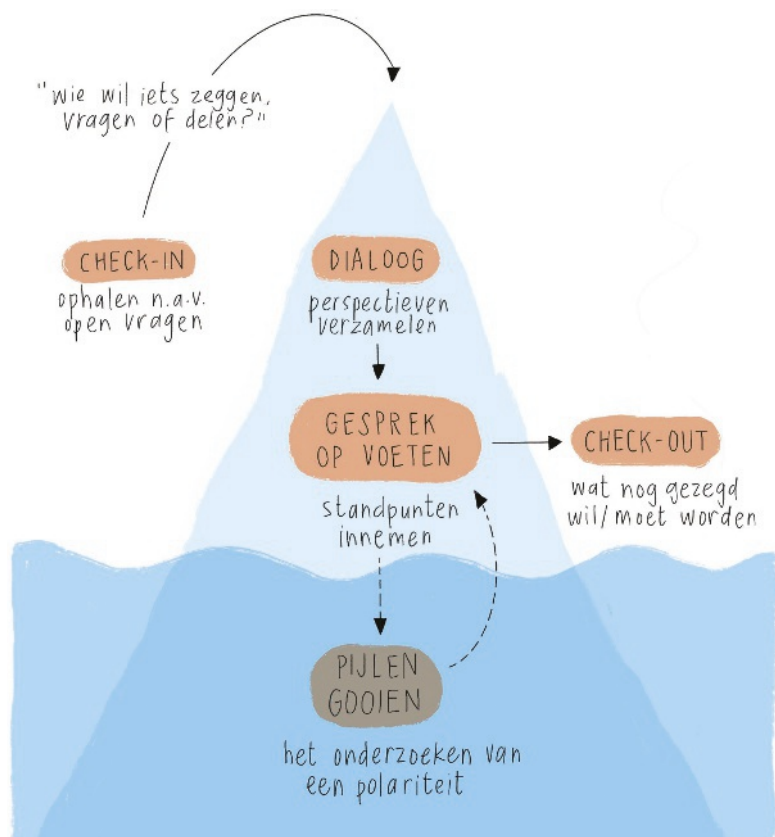 "wie wil iets zeggen,
vragen of delen?"
CHECK-IN
ophalen n.a.v.
open vragen
DIALOOG
perspectieven
verzamelen
GESPREK
OP VOETEN
standpunten
innemen
CHECK-OUT
wat nog gezegd
wil/moet worden
PIJLEN
GOOIEN
het onderzoeken van
een polariteit